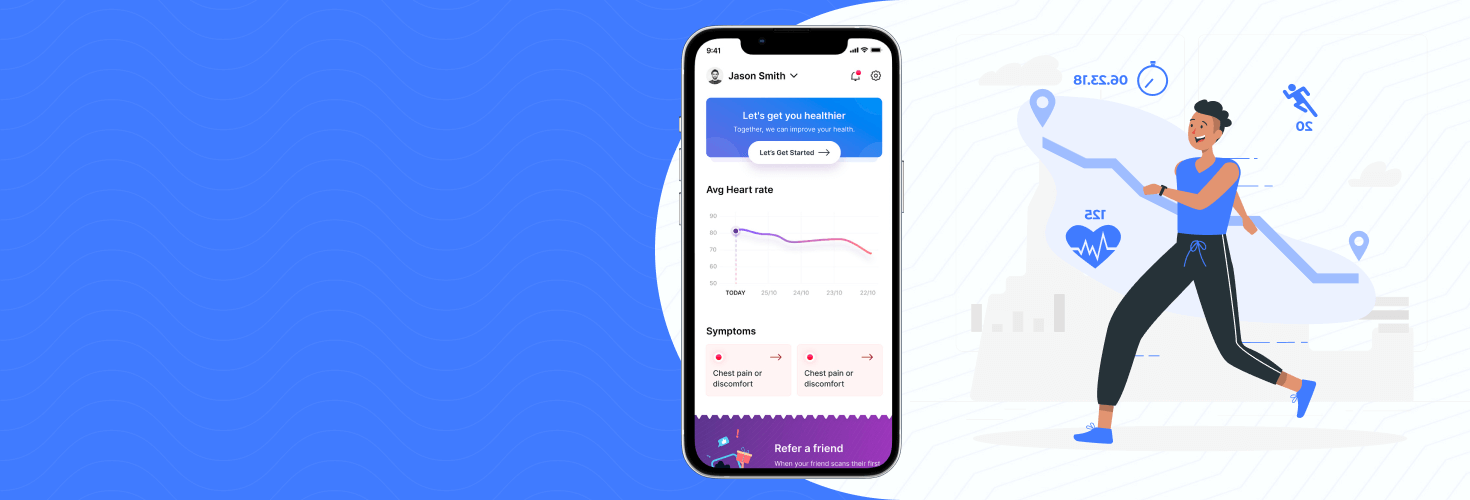 9:41
Jason Smith
Let's get you healthier
Together, we can improve your health.
Let's Get Started
Avg Heart rate
90
80
70
60
50
TODAY 25/10 24/10 23/10 22/10
Symptoms
Chest pain or
discomfort
Chest pain or
discomfort
Refer a friend
When your friend scans their first
06.23.18
20
125